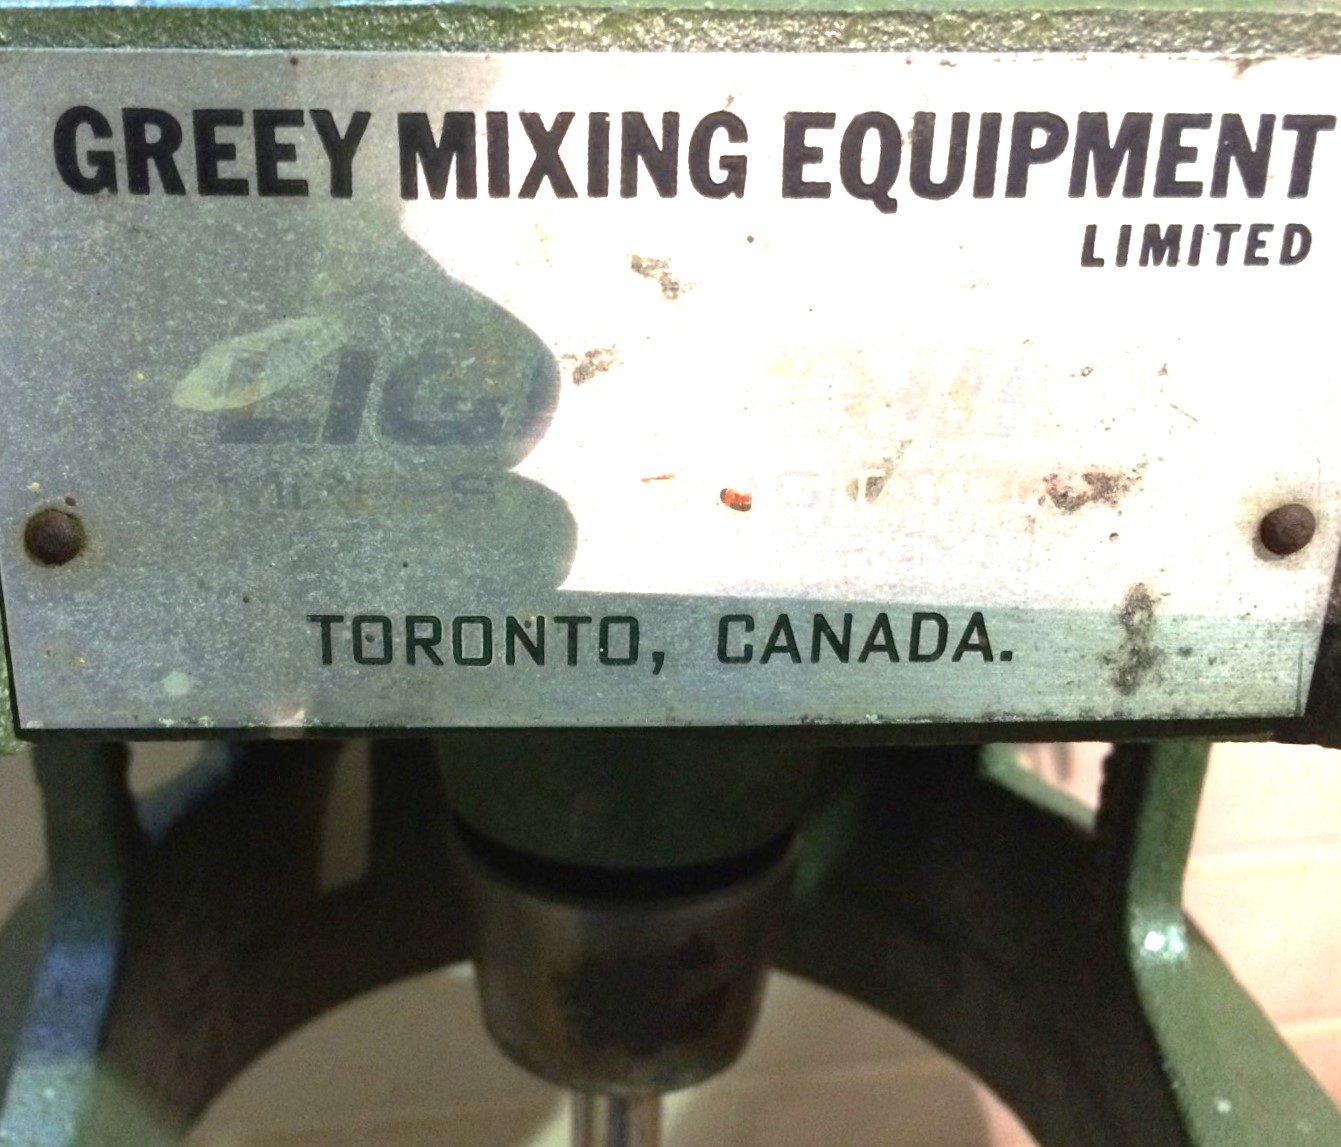 GREEY MIXING EQUIPMENT
LIMITED
TORONTO, CANADA.